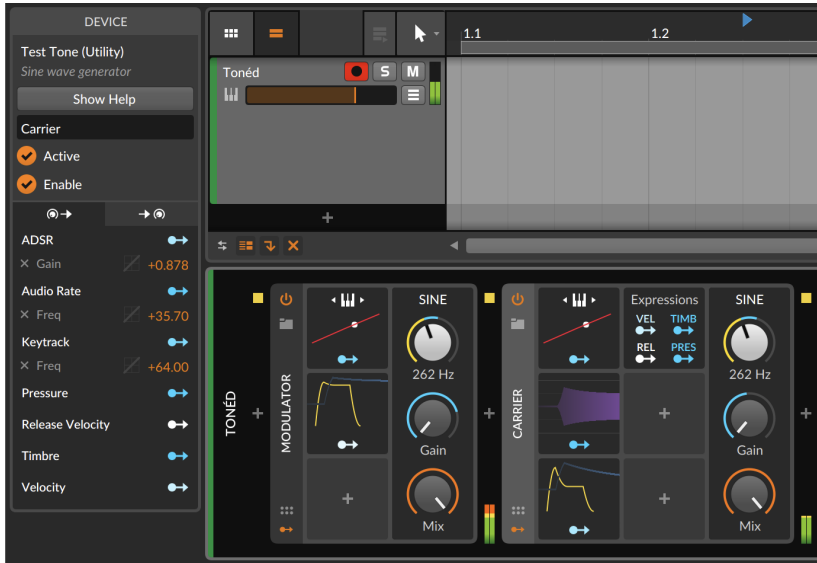 DEVICE
Test Tone (Utility)
Sine wave generator
Show Help
Carrier
Active
Enable
ADSR
× Gain +0.878
Audio Rate
× Freq +35.70
Keytrack
× Freq +64.00
Pressure
Release Velocity
Timbre
Velocity
1.1 1.2
Tonéd S M
TONÉD
MODULATOR
SINE
262 Hz
Gain
Mix
CARRIER
Expressions
VEL TIMB
REL PRES
SINE
262 Hz
Gain
Mix